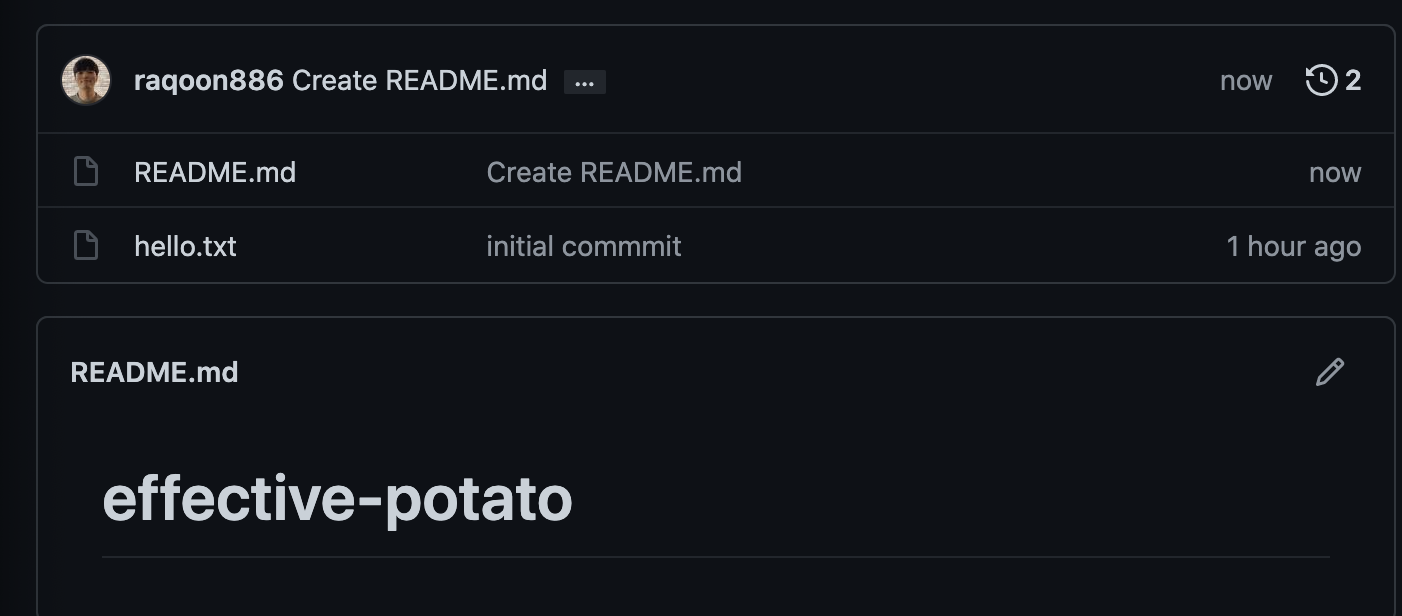 raqoon886 Create README.md ... now 2
README.md Create README.md now
hello.txt initial commmit 1 hour ago
README.md
effective-potato